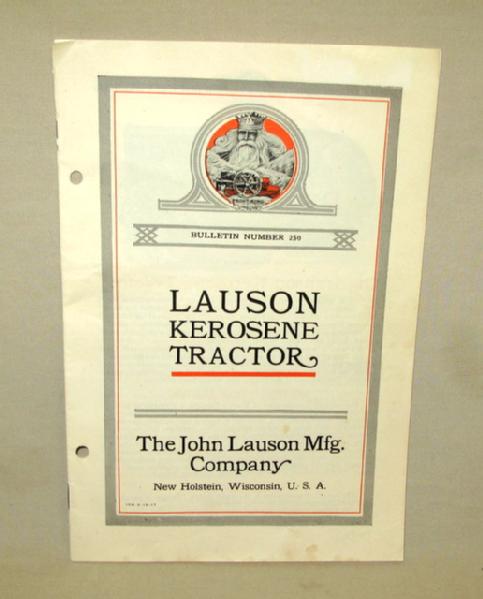 BULLETIN NUMBER 250
LAUSON
KEROSENE
TRACTOR
The John Lauson Mfg.
Company
New Holstein, Wisconsin, U. S. A.